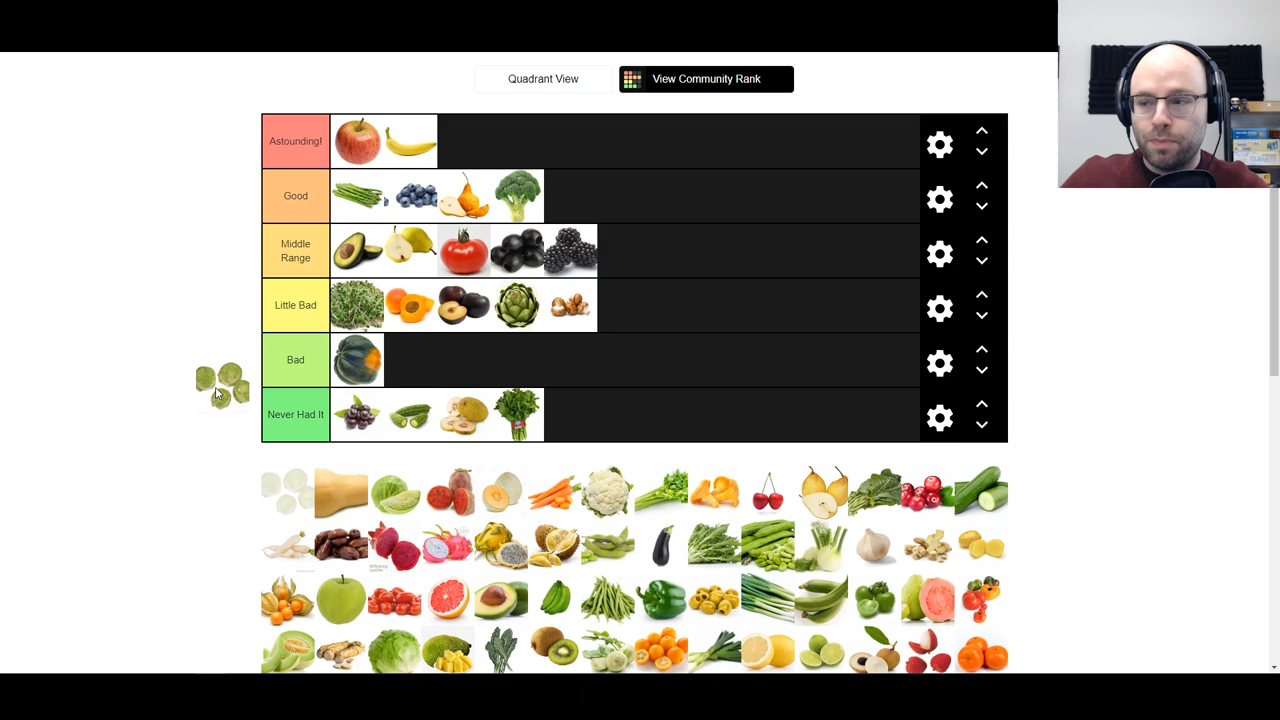 Quadrant View
View Community Rank
Astounding!
Good
Middle
Range
Little Bad
Bad
Never Had It